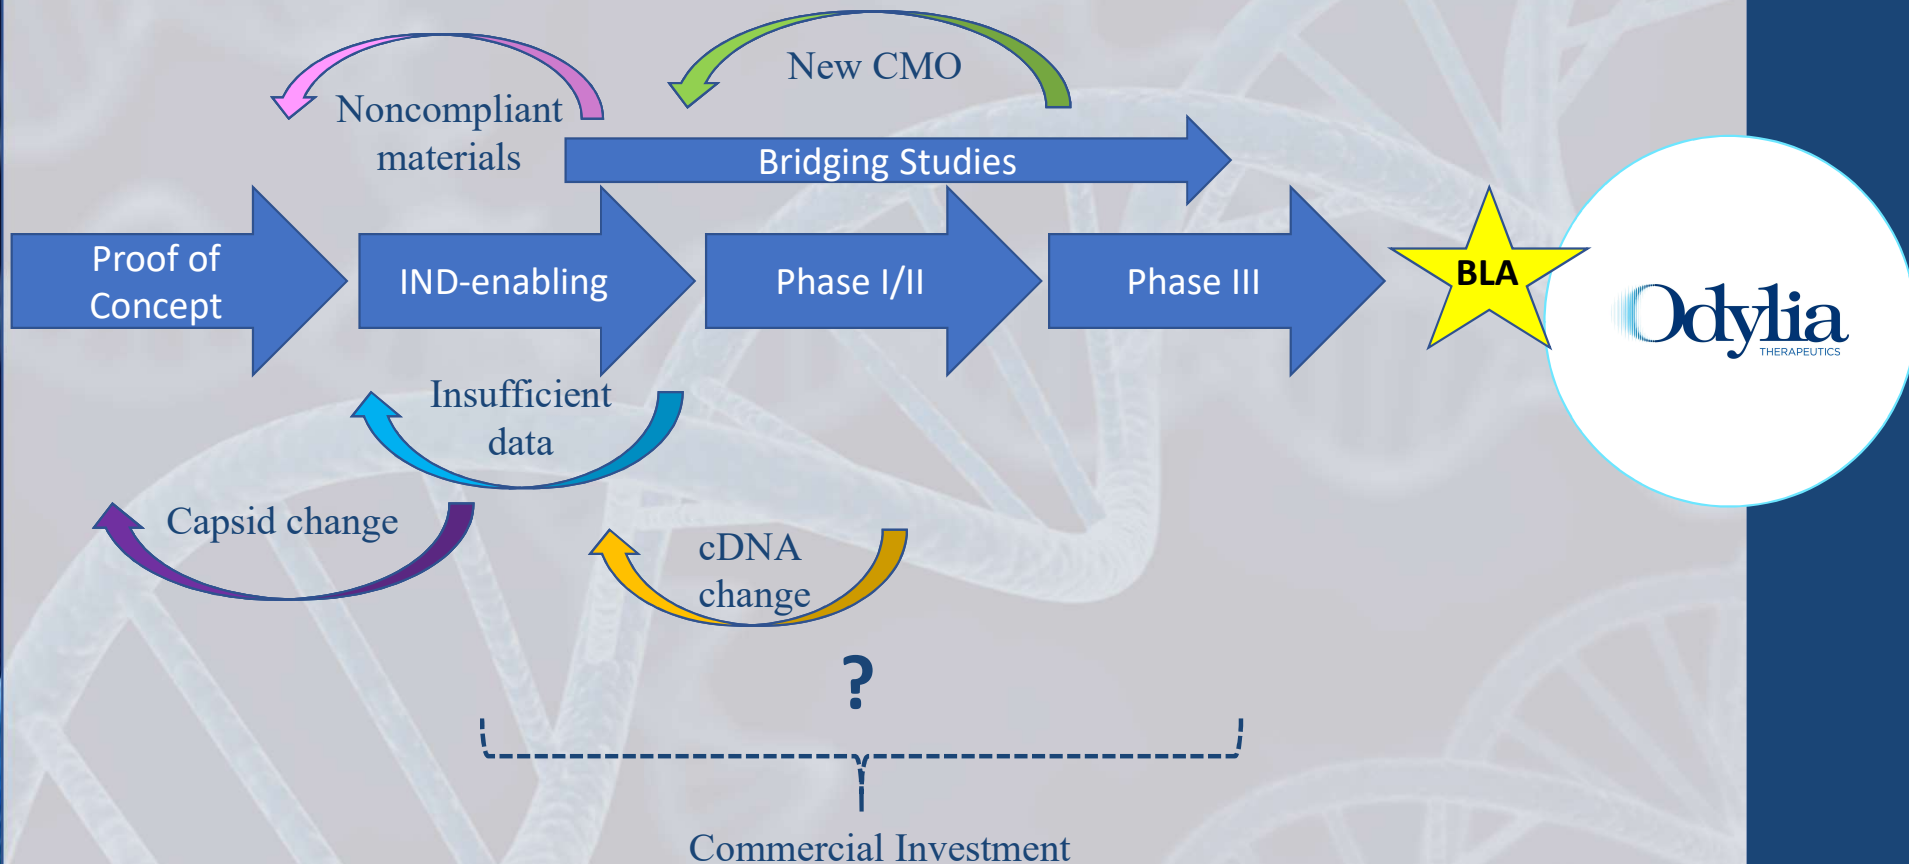 New CMO
Noncompliant
materials
Bridging Studies
Proof of
Concept
IND-enabling
Phase I/II
Phase III
BLA
Odylia
THERAPEUTICS
Insufficient
data
Capsid change
cDNA
change
?
Commercial Investment